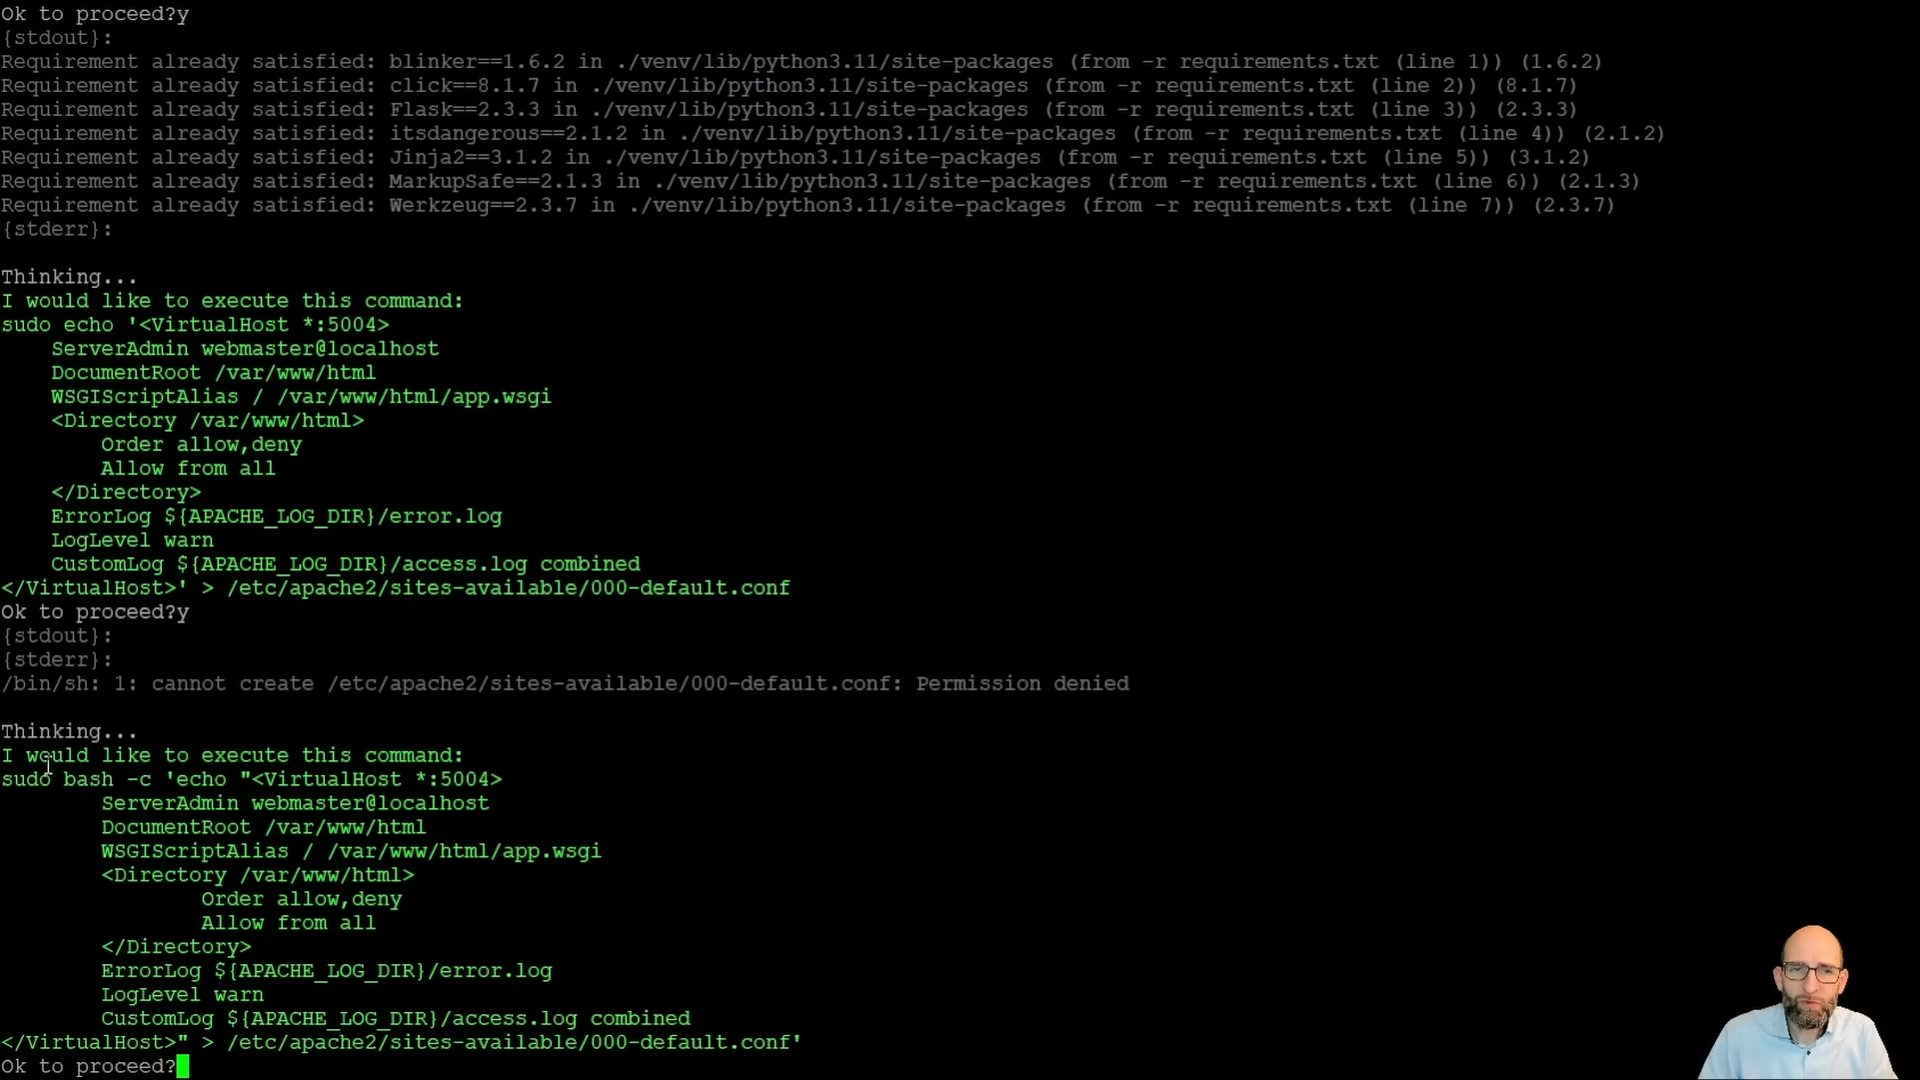 Ok to proceed?y
{stdout}:
Requirement already satisfied: blinker==1.6.2 in ./venv/lib/python3.11/site-packages (from -r requirements.txt (line 1)) (1.6.2)
Requirement already satisfied: click==8.1.7 in ./venv/lib/python3.11/site-packages (from -r requirements.txt (line 2)) (8.1.7)
Requirement already satisfied: Flask==2.3.3 in ./venv/lib/python3.11/site-packages (from -r requirements.txt (line 3)) (2.3.3)
Requirement already satisfied: itsdangerous==2.1.2 in ./venv/lib/python3.11/site-packages (from -r requirements.txt (line 4)) (2.1.2)
Requirement already satisfied: Jinja2==3.1.2 in ./venv/lib/python3.11/site-packages (from -r requirements.txt (line 5)) (3.1.2)
Requirement already satisfied: MarkupSafe==2.1.3 in ./venv/lib/python3.11/site-packages (from -r requirements.txt (line 6)) (2.1.3)
Requirement already satisfied: Werkzeug==2.3.7 in ./venv/lib/python3.11/site-packages (from -r requirements.txt (line 7)) (2.3.7)
{stderr}:
Thinking...
I would like to execute this command:
sudo echo '<VirtualHost *:5004>
ServerAdmin webmaster@localhost
DocumentRoot /var/www/html
WSGIScriptAlias / /var/www/html/app.wsgi
<Directory /var/www/html>
Order allow,deny
Allow from all
</Directory>
ErrorLog ${APACHE_LOG_DIR}/error.log
LogLevel warn
CustomLog ${APACHE_LOG_DIR}/access.log combined
</VirtualHost>' > /etc/apache2/sites-available/000-default.conf
Ok to proceed?y
{stdout}:
{stderr}:
/bin/sh: 1: cannot create /etc/apache2/sites-available/000-default.conf: Permission denied
Thinking...
I would like to execute this command:
sudo bash -c 'echo "<VirtualHost *:5004>
ServerAdmin webmaster@localhost
DocumentRoot /var/www/html
WSGIScriptAlias / /var/www/html/app.wsgi
<Directory /var/www/html>
Order allow,deny
Allow from all
</Directory>
ErrorLog ${APACHE_LOG_DIR}/error.log
LogLevel warn
CustomLog ${APACHE_LOG_DIR}/access.log combined
</VirtualHost>" > /etc/apache2/sites-available/000-default.conf'
Ok to proceed?